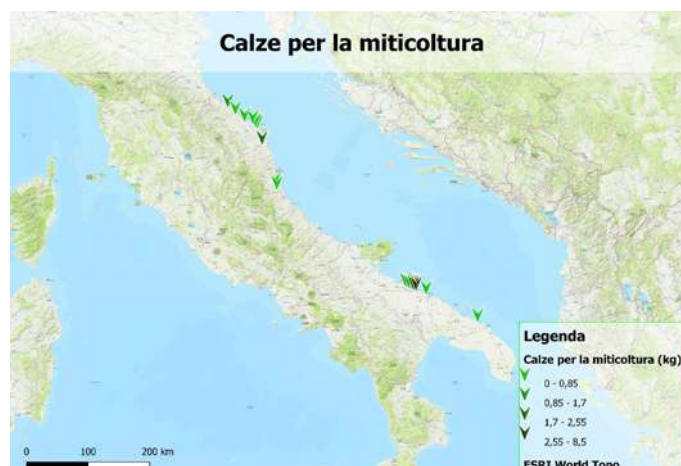 Calze per la miticoltura
Legenda
Calze per la miticoltura (kg)
0 - 0,85
0,85 - 1,7
1,7 - 2,55
2,55 - 8,5
ESRI World Topo
0 100 200 km